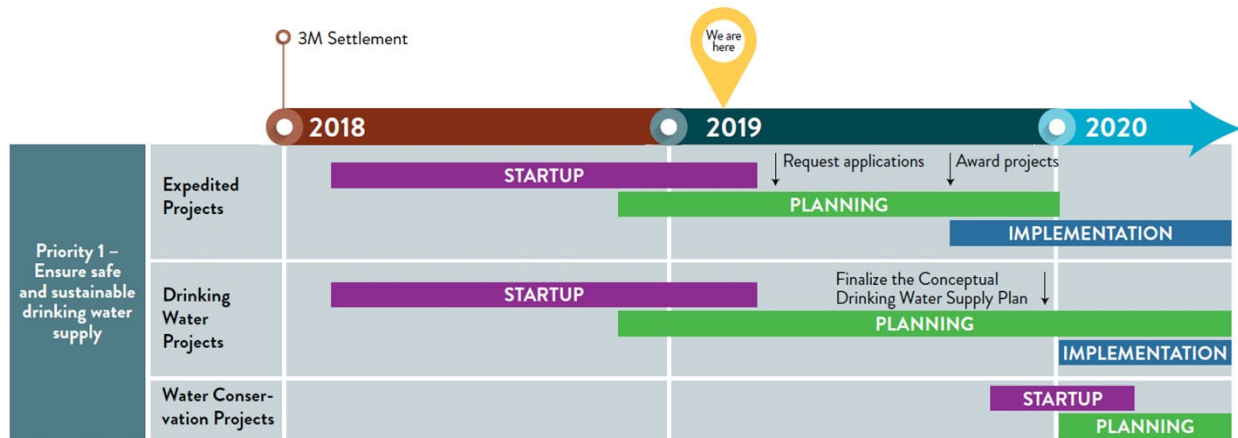 3M Settlement
We are
here
2018
2019
2020
Priority 1 –
Ensure safe
and sustainable
drinking water
supply
Expedited
Projects
STARTUP
Request applications
Award projects
PLANNING
IMPLEMENTATION
Drinking
Water
Projects
STARTUP
Finalize the Conceptual
Drinking Water Supply Plan
PLANNING
IMPLEMENTATION
Water Conser-
vation Projects
STARTUP
PLANNING